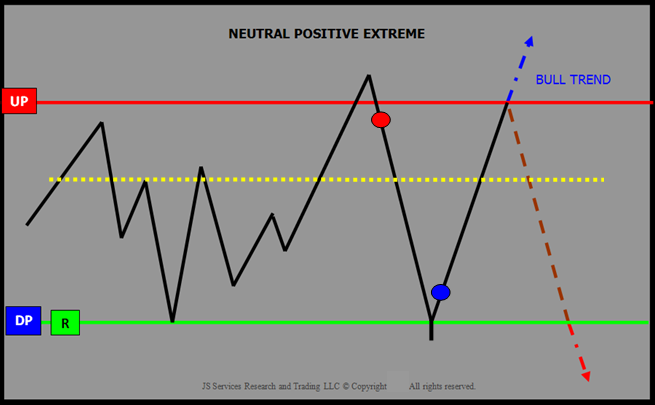 NEUTRAL POSITIVE EXTREME
BULL TREND
UP
DP
R
JS Services Research and Trading LLC © Copyright All rights reserved.